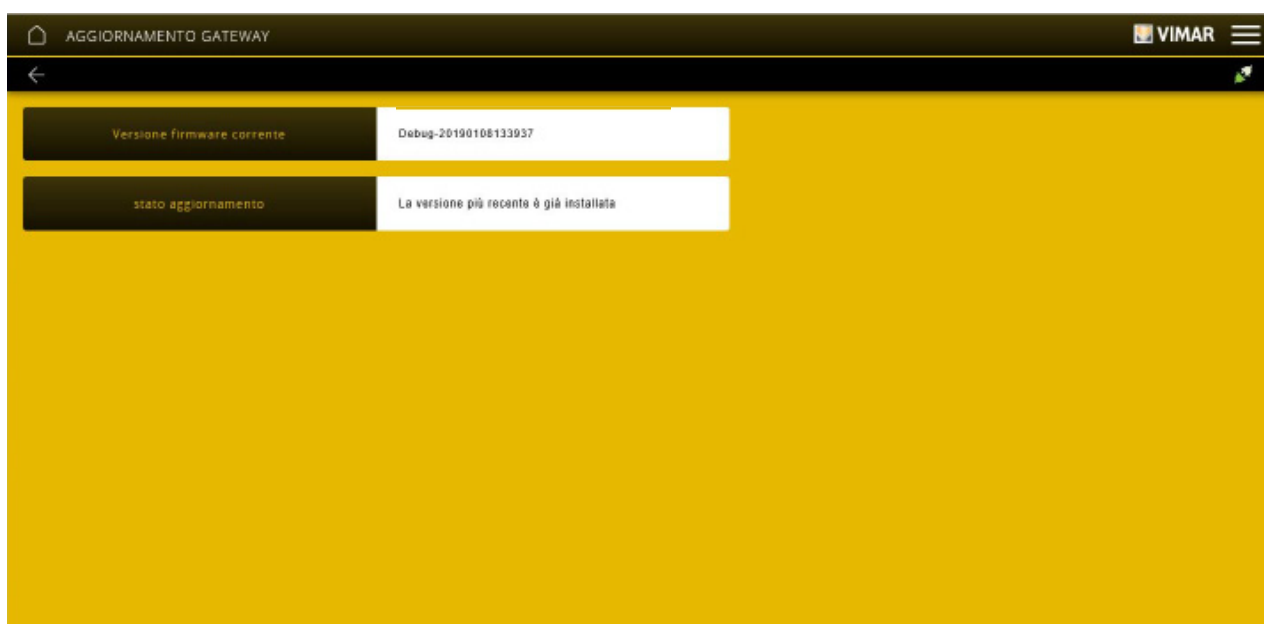 AGGIORNAMENTO GATEWAY
VIMAR
Versione firmware corrente
Debug-20190108133937
stato aggiornamento
La versione più recente è già installata